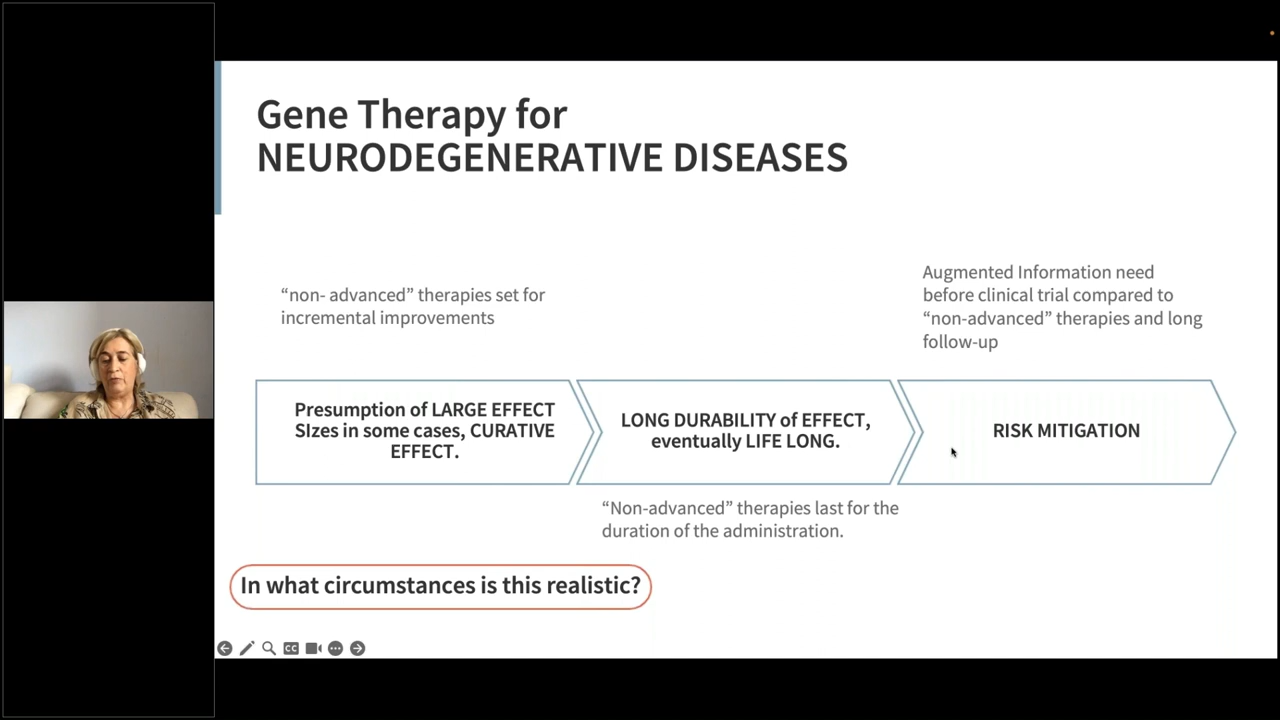 Gene Therapy for
NEURODEGENERATIVE DISEASES
“non- advanced” therapies set for
incremental improvements
Augmented Information need
before clinical trial compared to
“non-advanced” therapies and long
follow-up
Presumption of LARGE EFFECT
SIzes in some cases, CURATIVE
EFFECT.
LONG DURABILITY of EFFECT,
eventually LIFE LONG.
RISK MITIGATION
“Non-advanced” therapies last for the
duration of the administration.
In what circumstances is this realistic?
CC